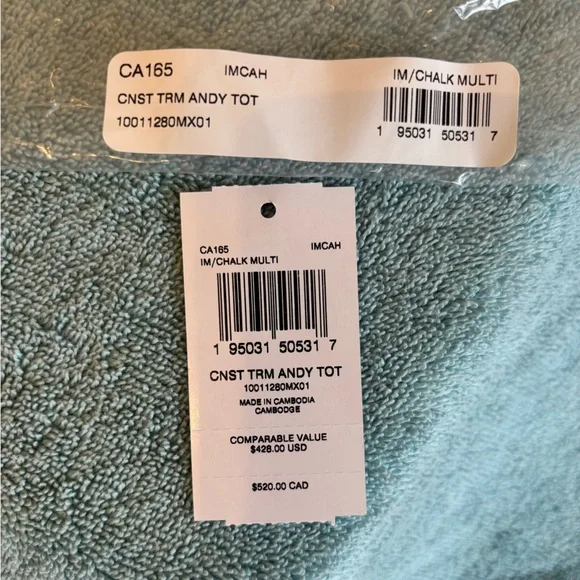 CA165 IMCAH IM/CHALK MULTI
CNST TRM ANDY TOT
10011280MX01
1 95031 50531 7
CA165 IMCAH
IM/CHALK MULTI
1 95031 50531 7
CNST TRM ANDY TOT
10011280MX01
MADE IN CAMBODIA
CAMBODGE
COMPARABLE VALUE
$428.00 USD
$520.00 CAD